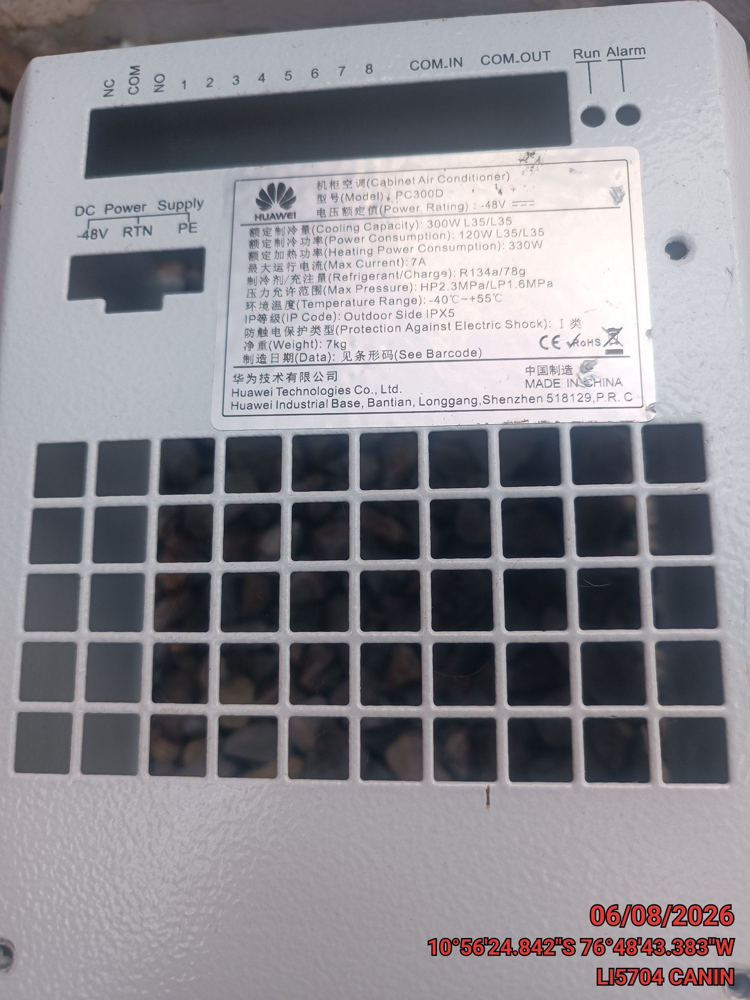 NC COM NO 1 2 3 4 5 6 7 8 COM_IN COM_OUT Run Alarm
DC Power Supply
-48V RTN PE
HUAWEI
机柜空调(Cabinet Air Conditioner)
型号(Model): PC300D
电压额定值(Power Rating) : -48V ⎓
额定制冷量(Cooling Capacity): 300W L35/L35
额定制冷功率(Power Consumption): 120W L35/L35
额定加热功率(Heating Power Consumption): 330W
最大运行电流(Max Current): 7A
制冷剂/充注量(Refrigerant/Charge): R134a/78g
压力允许范围(Max Pressure): HP2.3MPa/LP1.6MPa
环境温度(Temperature Range): -40℃~+55℃
IP等级(IP Code): Outdoor Side IPX5
防触电保护类型(Protection Against Electric Shock): I 类
净重(Weight): 7kg
CE RoHS
制造日期(Data): 见条形码(See Barcode)
华为技术有限公司
中国制造
Huawei Technologies Co., Ltd.
MADE IN CHINA
Huawei Industrial Base, Bantian, Longgang,Shenzhen 518129,P.R. C
06/08/2026
10°56'24.842"S 76°48'43.383"W
LI5704 CANIN